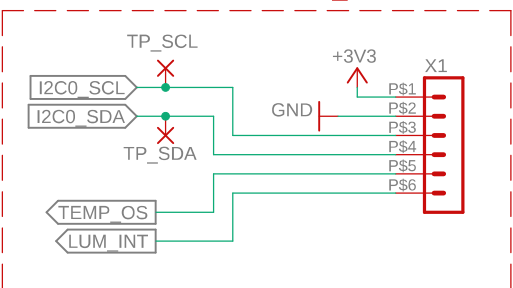 TP_SCL
+3V3
X1
I2C0_SCL
P$1
GND
P$2
I2C0_SDA
P$3
TP_SDA
P$4
P$5
P$6
TEMP_OS
LUM_INT